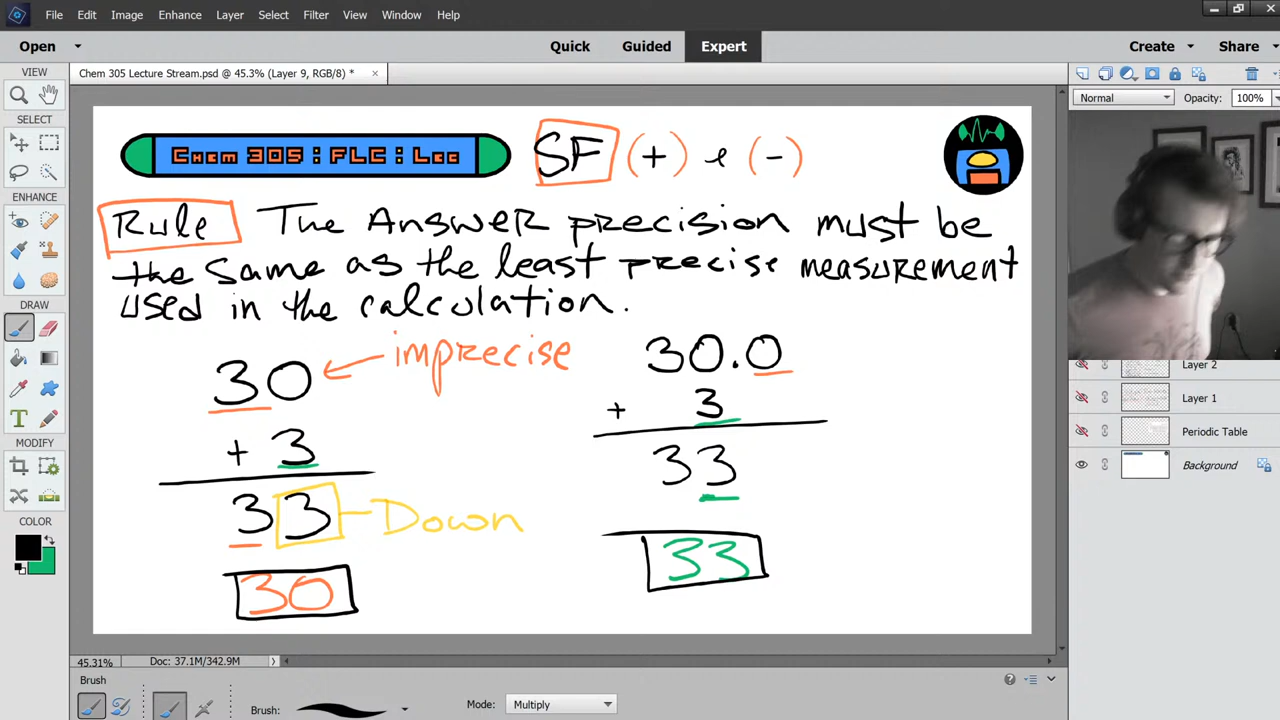 File Edit Image Enhance Layer Select Filter View Window Help
Open Quick Guided Expert Create Share
VIEW
Chem 305 Lecture Stream.psd @ 45.3% (Layer 9, RGB/8) * ×
Normal Opacity: 100%
SELECT
ENHANCE
DRAW
MODIFY
COLOR
Chem 305 : FLC : Lec
SF (+) & (-)
Rule The Answer precision must be
the same as the least precise measurement
used in the calculation.
30 imprecise
+ 3
33 Down
30
30.0
+ 3
33
33
Layer 2
Layer 1
Periodic Table
Background
45.31% Doc: 37.1M/342.9M
Brush
Brush: Mode: Multiply